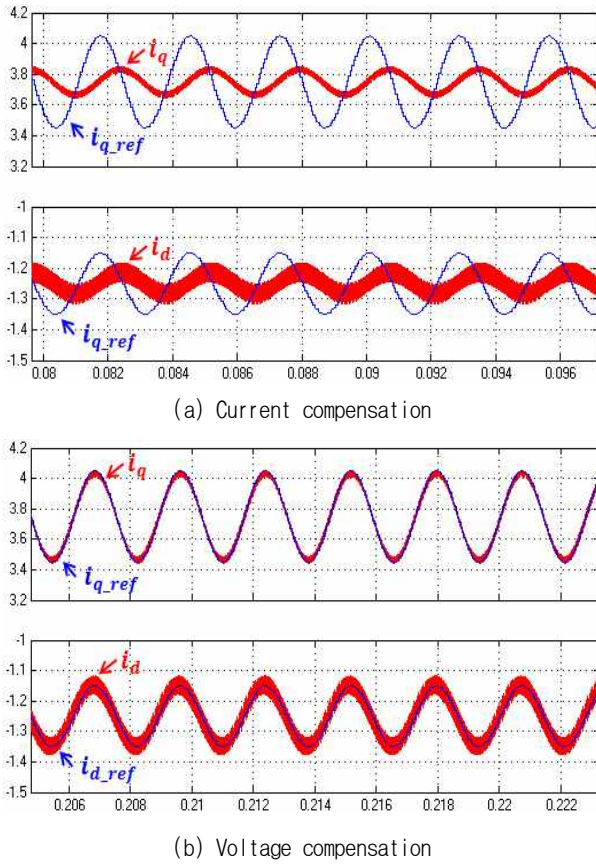 4.2
4
3.8
3.6
3.4
3.2
i_q
i_q_ref
-1
-1.1
-1.2
-1.3
-1.4
-1.5
i_d
i_q_ref
0.08 0.082 0.084 0.086 0.088 0.09 0.092 0.094 0.096
(a) Current compensation
4.2
4
3.8
3.6
3.4
3.2
i_q
i_q_ref
-1
-1.1
-1.2
-1.3
-1.4
-1.5
i_d
i_d_ref
0.206 0.208 0.21 0.212 0.214 0.216 0.218 0.22 0.222
(b) Voltage compensation